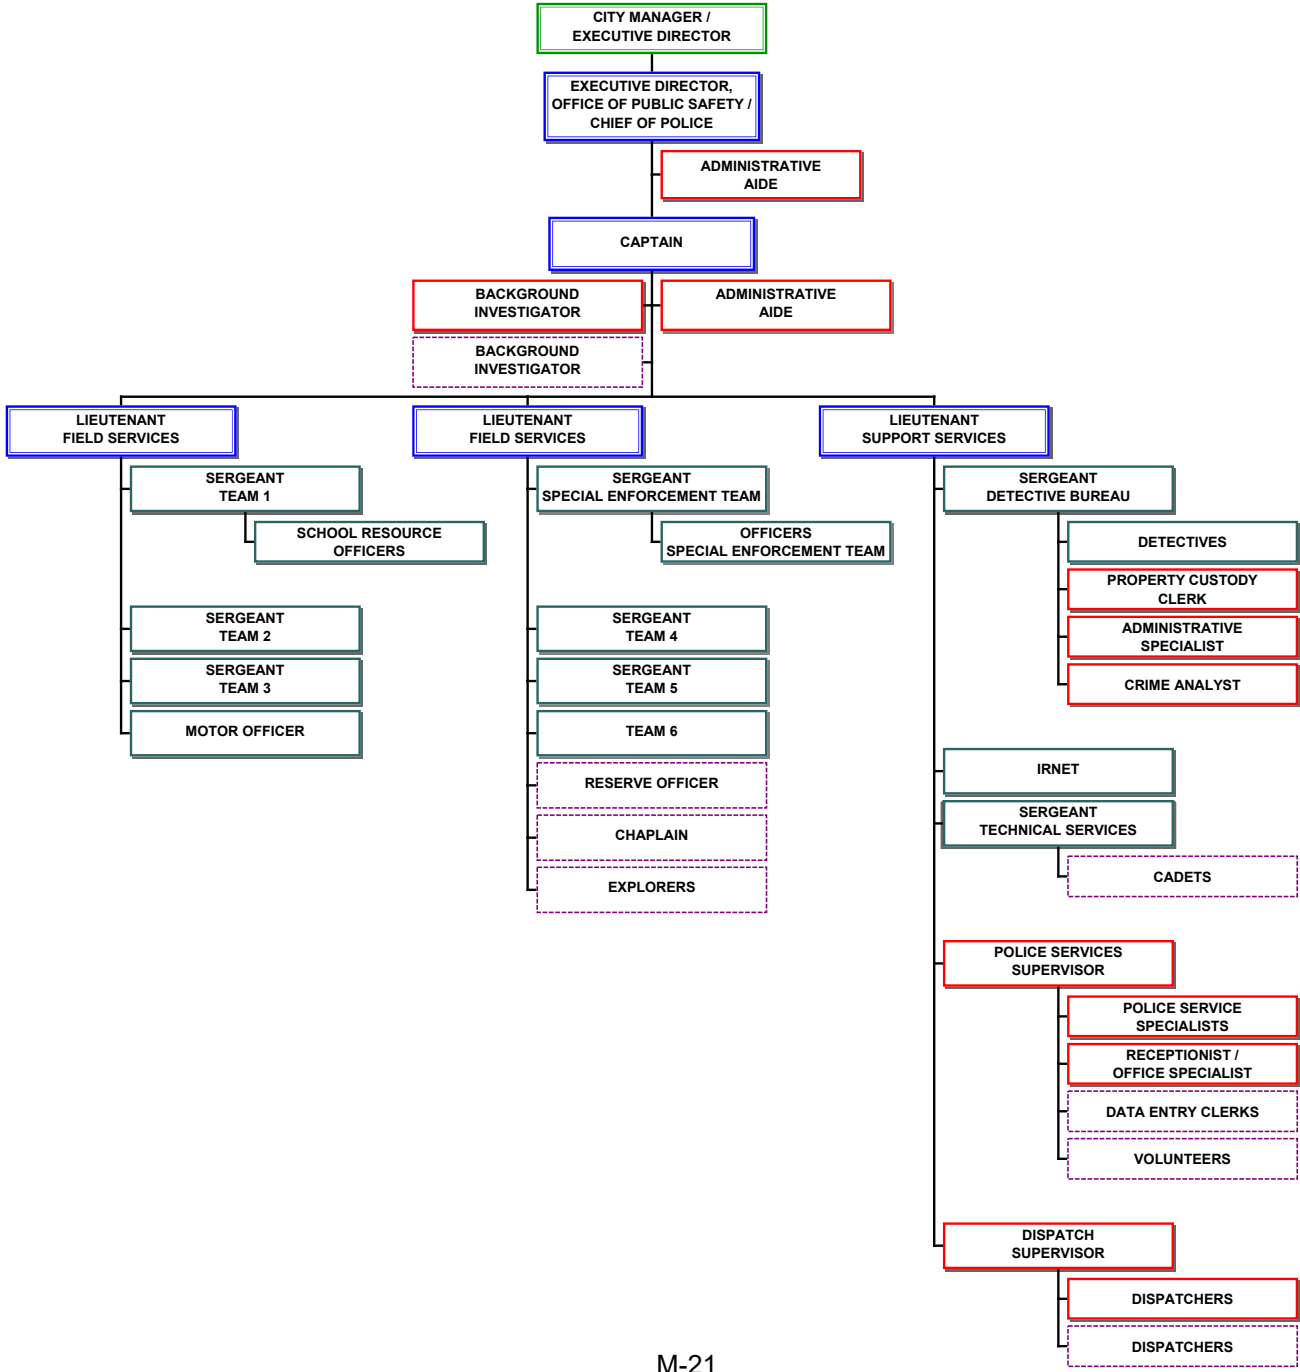 CITY MANAGER /
EXECUTIVE DIRECTOR
EXECUTIVE DIRECTOR,
OFFICE OF PUBLIC SAFETY /
CHIEF OF POLICE
ADMINISTRATIVE
AIDE
CAPTAIN
BACKGROUND
INVESTIGATOR
ADMINISTRATIVE
AIDE
BACKGROUND
INVESTIGATOR
LIEUTENANT
FIELD SERVICES
SERGEANT
TEAM 1
SCHOOL RESOURCE
OFFICERS
SERGEANT
TEAM 2
SERGEANT
TEAM 3
MOTOR OFFICER
LIEUTENANT
FIELD SERVICES
SERGEANT
SPECIAL ENFORCEMENT TEAM
OFFICERS
SPECIAL ENFORCEMENT TEAM
SERGEANT
TEAM 4
SERGEANT
TEAM 5
TEAM 6
RESERVE OFFICER
CHAPLAIN
EXPLORERS
LIEUTENANT
SUPPORT SERVICES
SERGEANT
DETECTIVE BUREAU
DETECTIVES
PROPERTY CUSTODY
CLERK
ADMINISTRATIVE
SPECIALIST
CRIME ANALYST
IRNET
SERGEANT
TECHNICAL SERVICES
CADETS
POLICE SERVICES
SUPERVISOR
POLICE SERVICE
SPECIALISTS
RECEPTIONIST /
OFFICE SPECIALIST
DATA ENTRY CLERKS
VOLUNTEERS
DISPATCH
SUPERVISOR
DISPATCHERS
DISPATCHERS
M-21